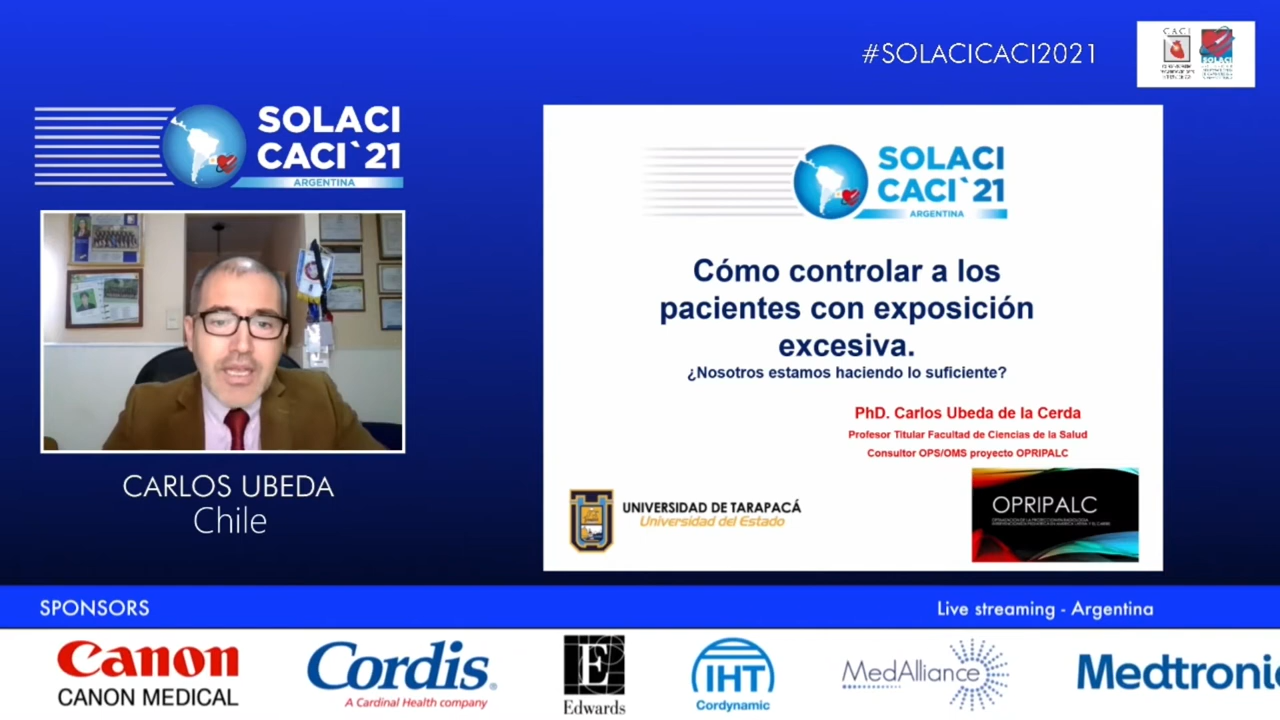 #SOLACICACI2021
CACI
SOLACI
SOLACI
CACI`21
ARGENTINA
CARLOS UBEDA
Chile
SOLACI
CACI`21
ARGENTINA
Cómo controlar a los
pacientes con exposición
excesiva.
¿Nosotros estamos haciendo lo suficiente?
PhD. Carlos Ubeda de la Cerda
Profesor Titular Facultad de Ciencias de la Salud
Consultor OPS/OMS proyecto OPRIPALC
UNIVERSIDAD DE TARAPACÁ
Universidad del Estado
OPRIPALC
SPONSORS
Live streaming - Argentina
Canon
CANON MEDICAL
Cordis®
A Cardinal Health company
E
Edwards
IHT
Cordynamic
MedAlliance
Medtronic